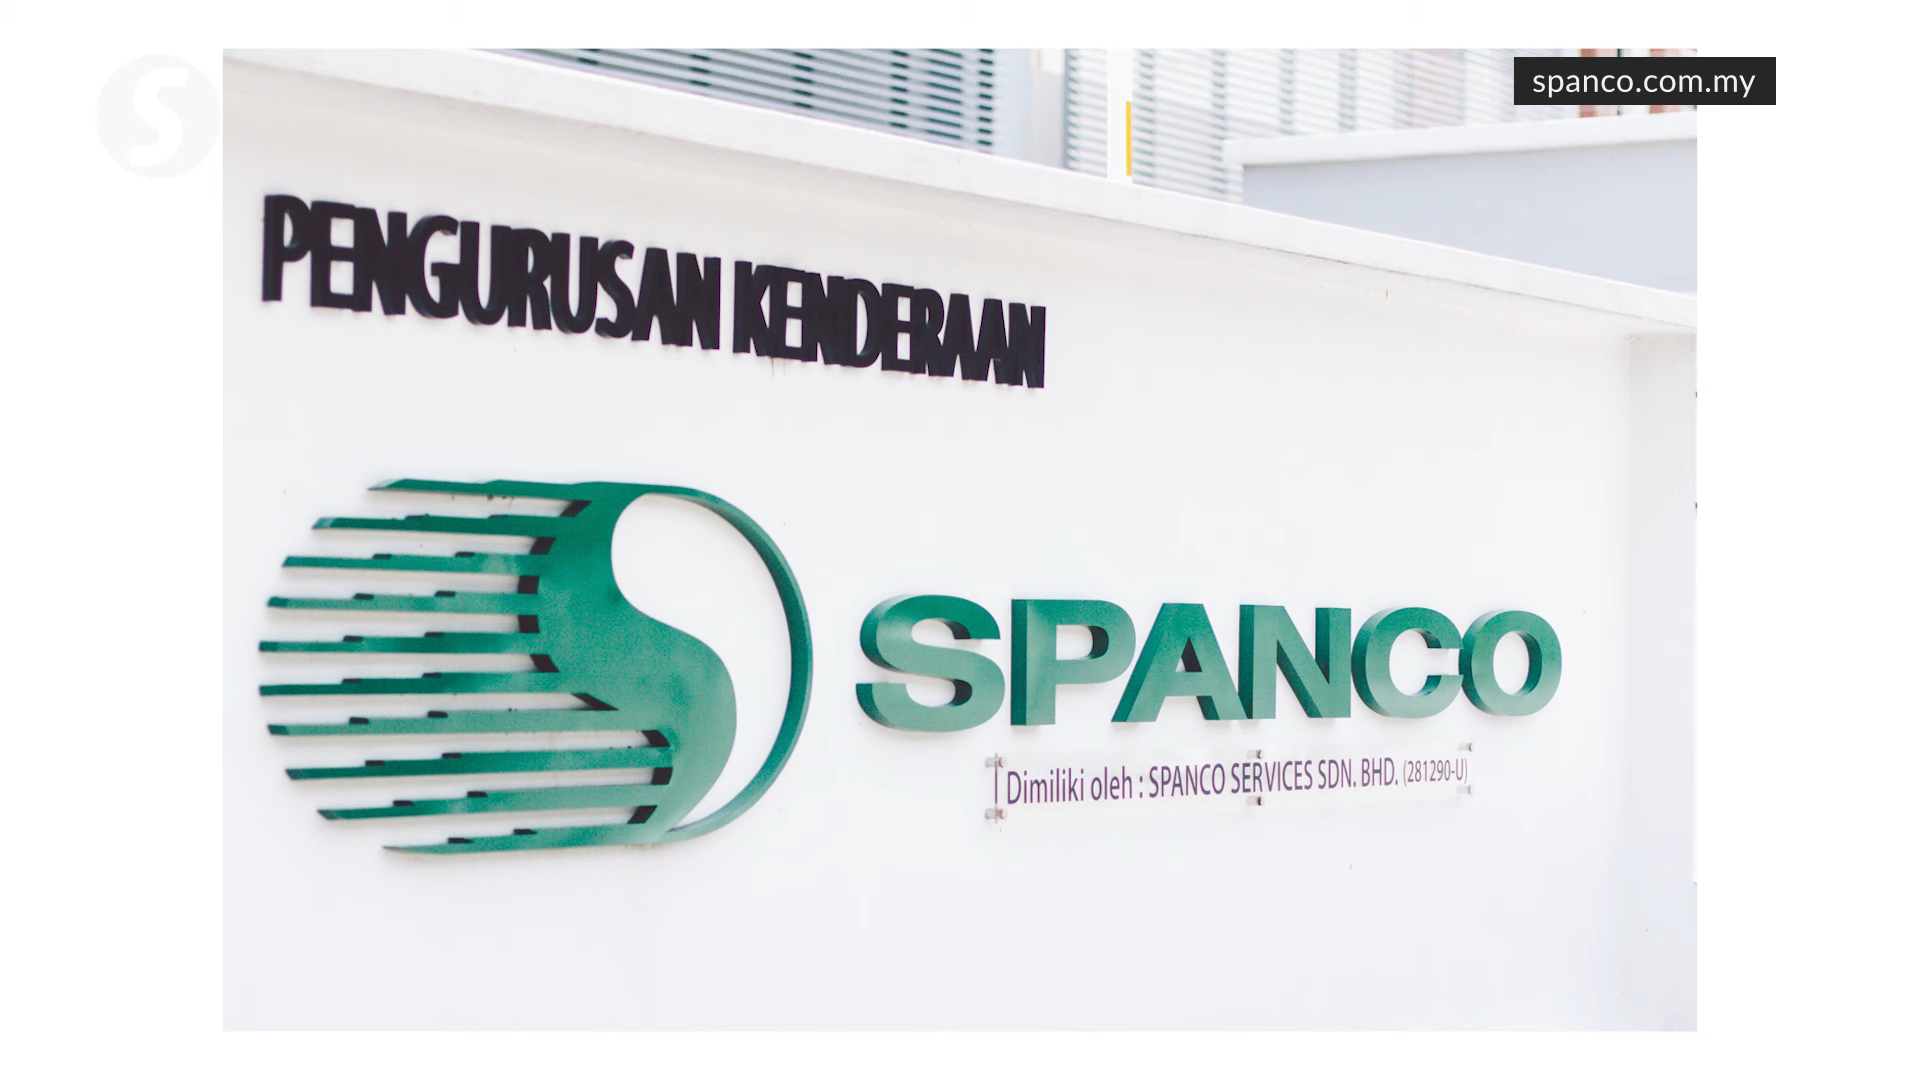 spanco.com.my
PENGURUSAN KENDERAAN
SPANCO
Dimiliki oleh : SPANCO SERVICES SDN. BHD. (281290-U)